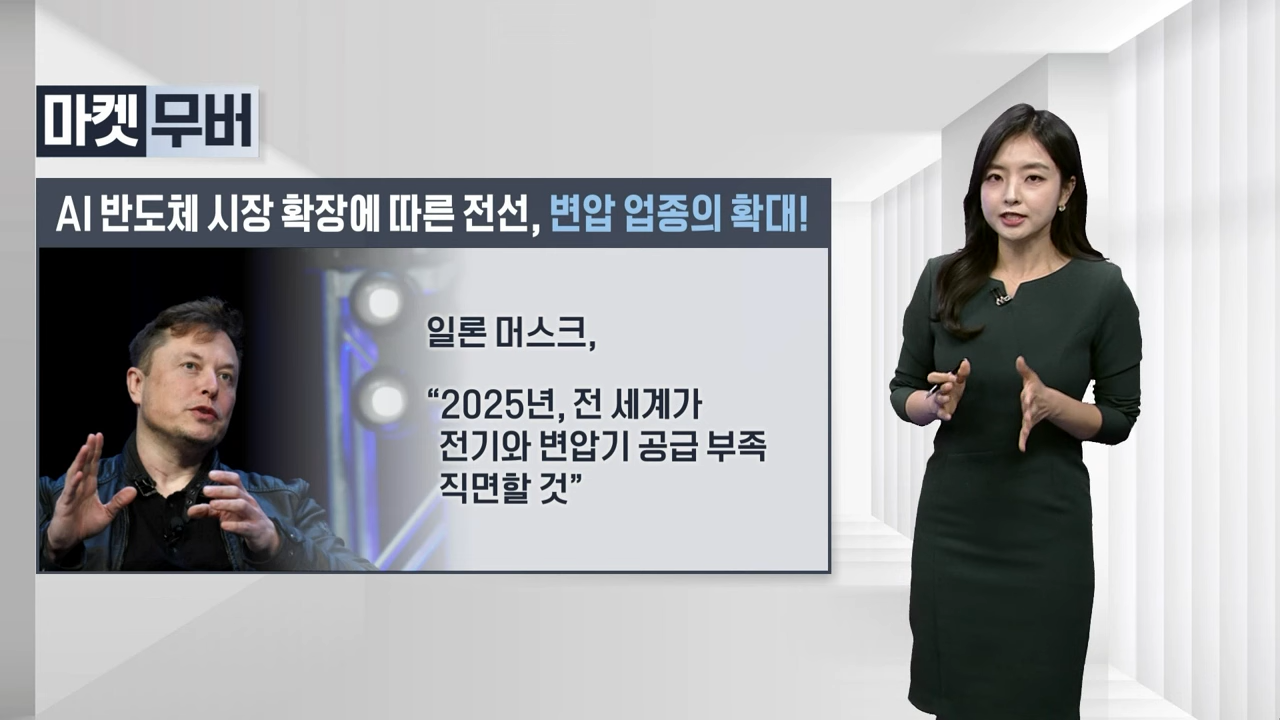 마켓 무버
AI 반도체 시장 확장에 따른 전선, 변압 업종의 확대!
일론 머스크,
“2025년, 전 세계가
전기와 변압기 공급 부족
직면할 것”